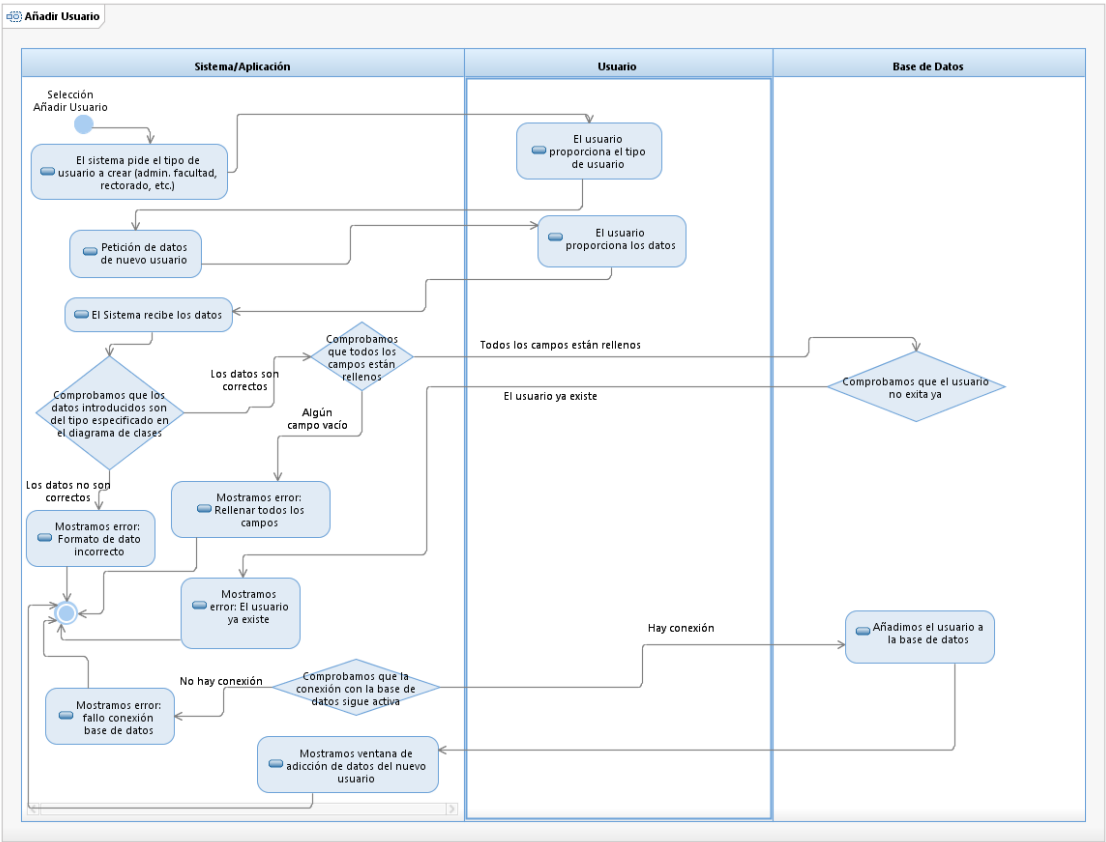 Añadir Usuario
Sistema/Aplicación
Usuario
Base de Datos
Selección
Añadir Usuario
El sistema pide el tipo de
usuario a crear (admin. facultad,
rectorado, etc.)
El usuario
proporciona el tipo
de usuario
Petición de datos
de nuevo usuario
El usuario
proporciona los datos
El Sistema recibe los datos
Comprobamos
que todos los
campos están
rellenos
Todos los campos están rellenos
Comprobamos que el usuario
no exita ya
Los datos son
correctos
El usuario ya existe
Comprobamos que los
datos introducidos son
del tipo especificado en
el diagrama de clases
Algún
campo vacío
Los datos no son
correctos
Mostramos error:
Rellenar todos los
campos
Mostramos error:
Formato de dato
incorrecto
Mostramos
error: El usuario
ya existe
Hay conexión
Añadimos el usuario a
la base de datos
No hay conexión
Comprobamos que la
conexión con la base de
datos sigue activa
Mostramos error:
fallo conexión
base de datos
Mostramos ventana de
adicción de datos del nuevo
usuario